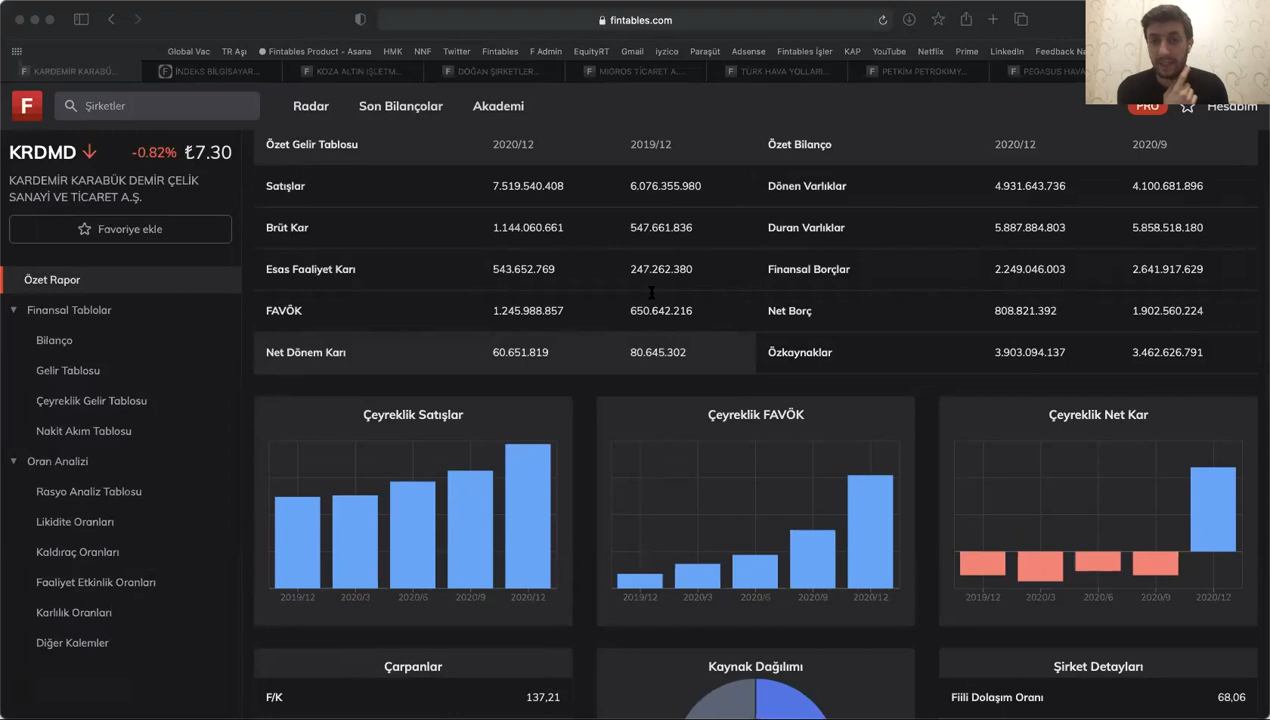 fintables.com
Global Vac TR Aşı Fintables Product - Asana HMK NNF Twitter Fintables F Admin EquityRT Gmail iyzico Paraşüt Adsense Fintables İşler KAP YouTube Netflix Prime LinkedIn Feedback Na
KARDEMİR KARABÜ... İNDEKS BİLGİSAYAR... KOZA ALTIN İŞLETM... DOĞAN ŞİRKETLER... MİGROS TİCARET A.... TÜRK HAVA YOLLARI... PETKİM PETROKİMY... PEGASUS HAVA
F Şirketler Radar Son Bilançolar Akademi PRO Hesabım
KRDMD -0.82% ₺7.30
KARDEMİR KARABÜK DEMİR ÇELİK
SANAYİ VE TİCARET A.Ş.
Favoriye ekle
Özet Rapor
Finansal Tablolar
Bilanço
Gelir Tablosu
Çeyreklik Gelir Tablosu
Nakit Akım Tablosu
Oran Analizi
Rasyo Analiz Tablosu
Likidite Oranları
Kaldıraç Oranları
Faaliyet Etkinlik Oranları
Karlılık Oranları
Diğer Kalemler
Özet Gelir Tablosu 2020/12 2019/12 Özet Bilanço 2020/12 2020/9
Satışlar 7.519.540.408 6.076.355.980 Dönen Varlıklar 4.931.643.736 4.100.681.896
Brüt Kar 1.144.060.661 547.661.836 Duran Varlıklar 5.887.884.803 5.858.518.180
Esas Faaliyet Karı 543.652.769 247.262.380 Finansal Borçlar 2.249.046.003 2.641.917.629
FAVÖK 1.245.988.857 650.642.216 Net Borç 808.821.392 1.902.560.224
Net Dönem Karı 60.651.819 80.645.302 Özkaynaklar 3.903.094.137 3.462.626.791
Çeyreklik Satışlar Çeyreklik FAVÖK Çeyreklik Net Kar
2019/12 2020/3 2020/6 2020/9 2020/12 2019/12 2020/3 2020/6 2020/9 2020/12 2019/12 2020/3 2020/6 2020/9 2020/12
Çarpanlar Kaynak Dağılımı Şirket Detayları
F/K 137,21 Fiili Dolaşım Oranı 68,06